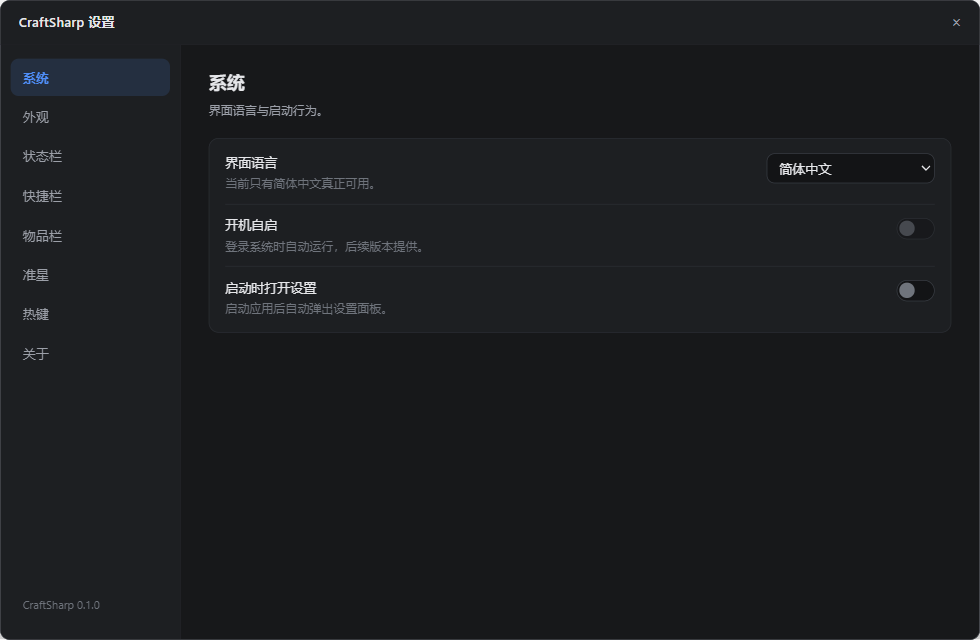 CraftSharp 设置
×
系统
外观
状态栏
快捷栏
物品栏
准星
热键
关于
CraftSharp 0.1.0
系统
界面语言与启动行为。
界面语言
当前只有简体中文真正可用。
简体中文
开机自启
登录系统时自动运行，后续版本提供。
启动时打开设置
启动应用后自动弹出设置面板。